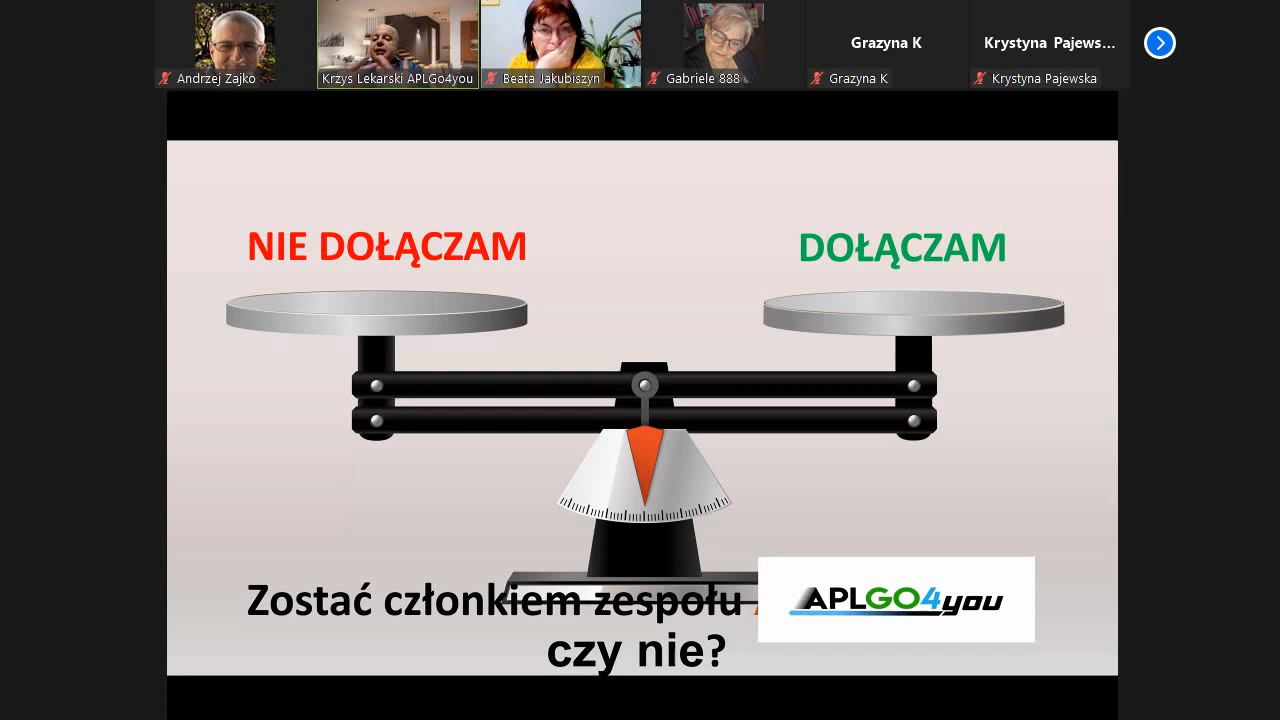 Grazyna K
Krystyna Pajews...
Andrzej Zajko
Krzys Lekarski APLGo4you
Beata Jakubiszyn
Gabriele 888
Grazyna K
Krystyna Pajewska
NIE DOŁĄCZAM
DOŁĄCZAM
Zostać członkiem zespołu
APLGO4you
czy nie?